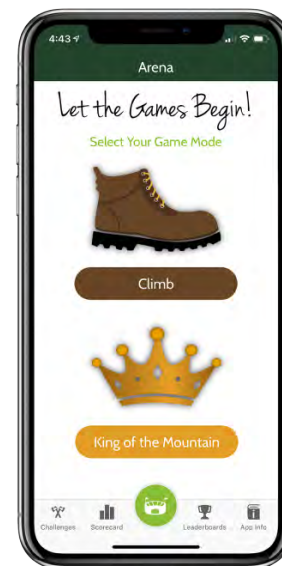 4:43
Arena
Let the Games Begin!
Select Your Game Mode
Climb
King of the Mountain
Challenges Scorecard Leaderboards App Info